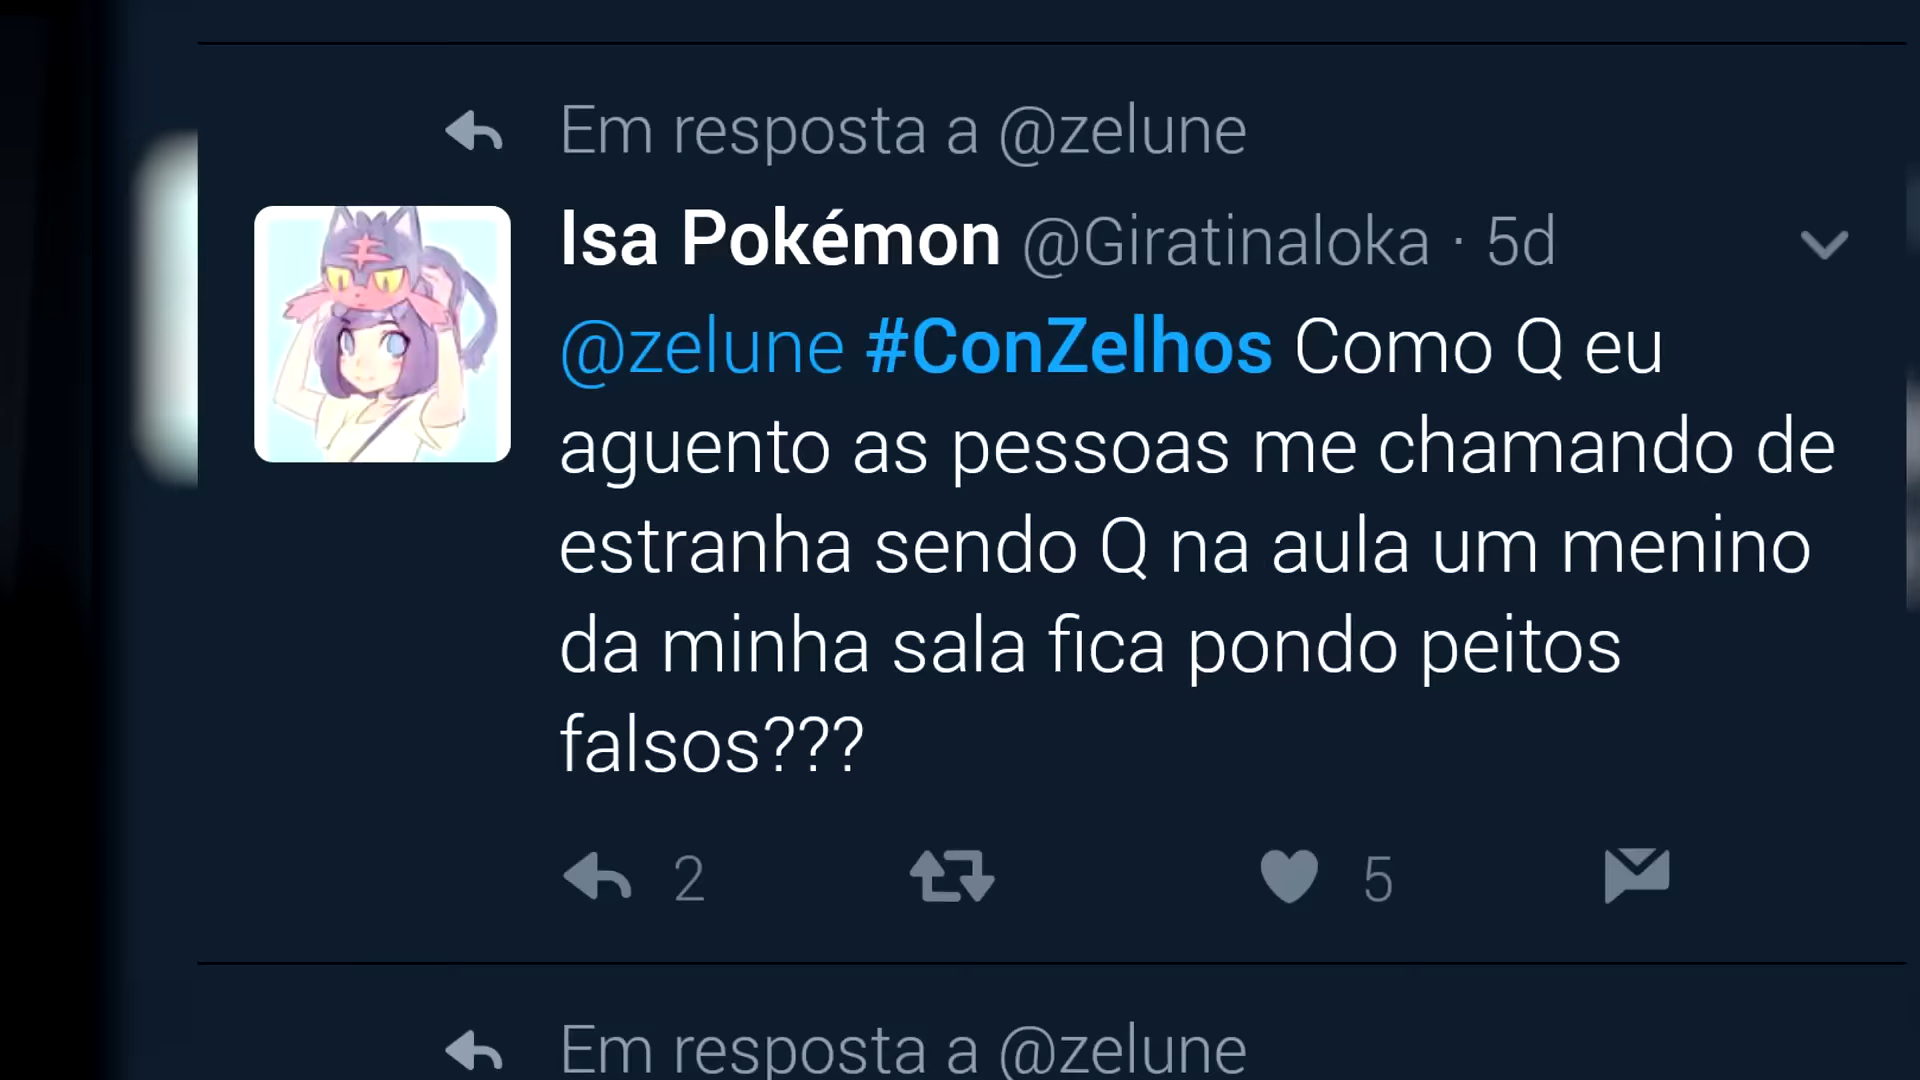 Em resposta a @zelune
Isa Pokémon @Giratinaloka · 5d
@zelune #ConZelhos Como Q eu
aguento as pessoas me chamando de
estranha sendo Q na aula um menino
da minha sala fica pondo peitos
falsos???
2 5
Em resposta a @zelune